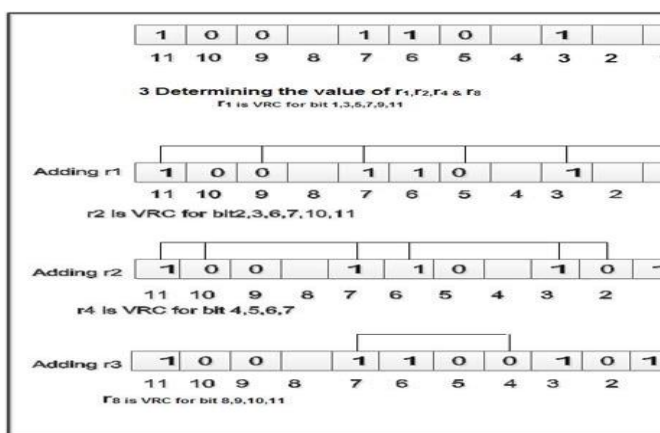 1 0 0 1 1 0 1
11 10 9 8 7 6 5 4 3 2
3 Determining the value of r₁,r₂,r₄ & r₈
r₁ is VRC for bit 1,3,5,7,9,11
Adding r1 1 0 0 1 1 0 1
11 10 9 8 7 6 5 4 3 2
r2 is VRC for bit2,3,6,7,10,11
Adding r2 1 0 0 1 1 0 1 0 1
11 10 9 8 7 6 5 4 3 2
r4 is VRC for bit 4,5,6,7
Adding r3 1 0 0 1 1 0 0 1 0 1
11 10 9 8 7 6 5 4 3 2
r₈ is VRC for bit 8,9,10,11